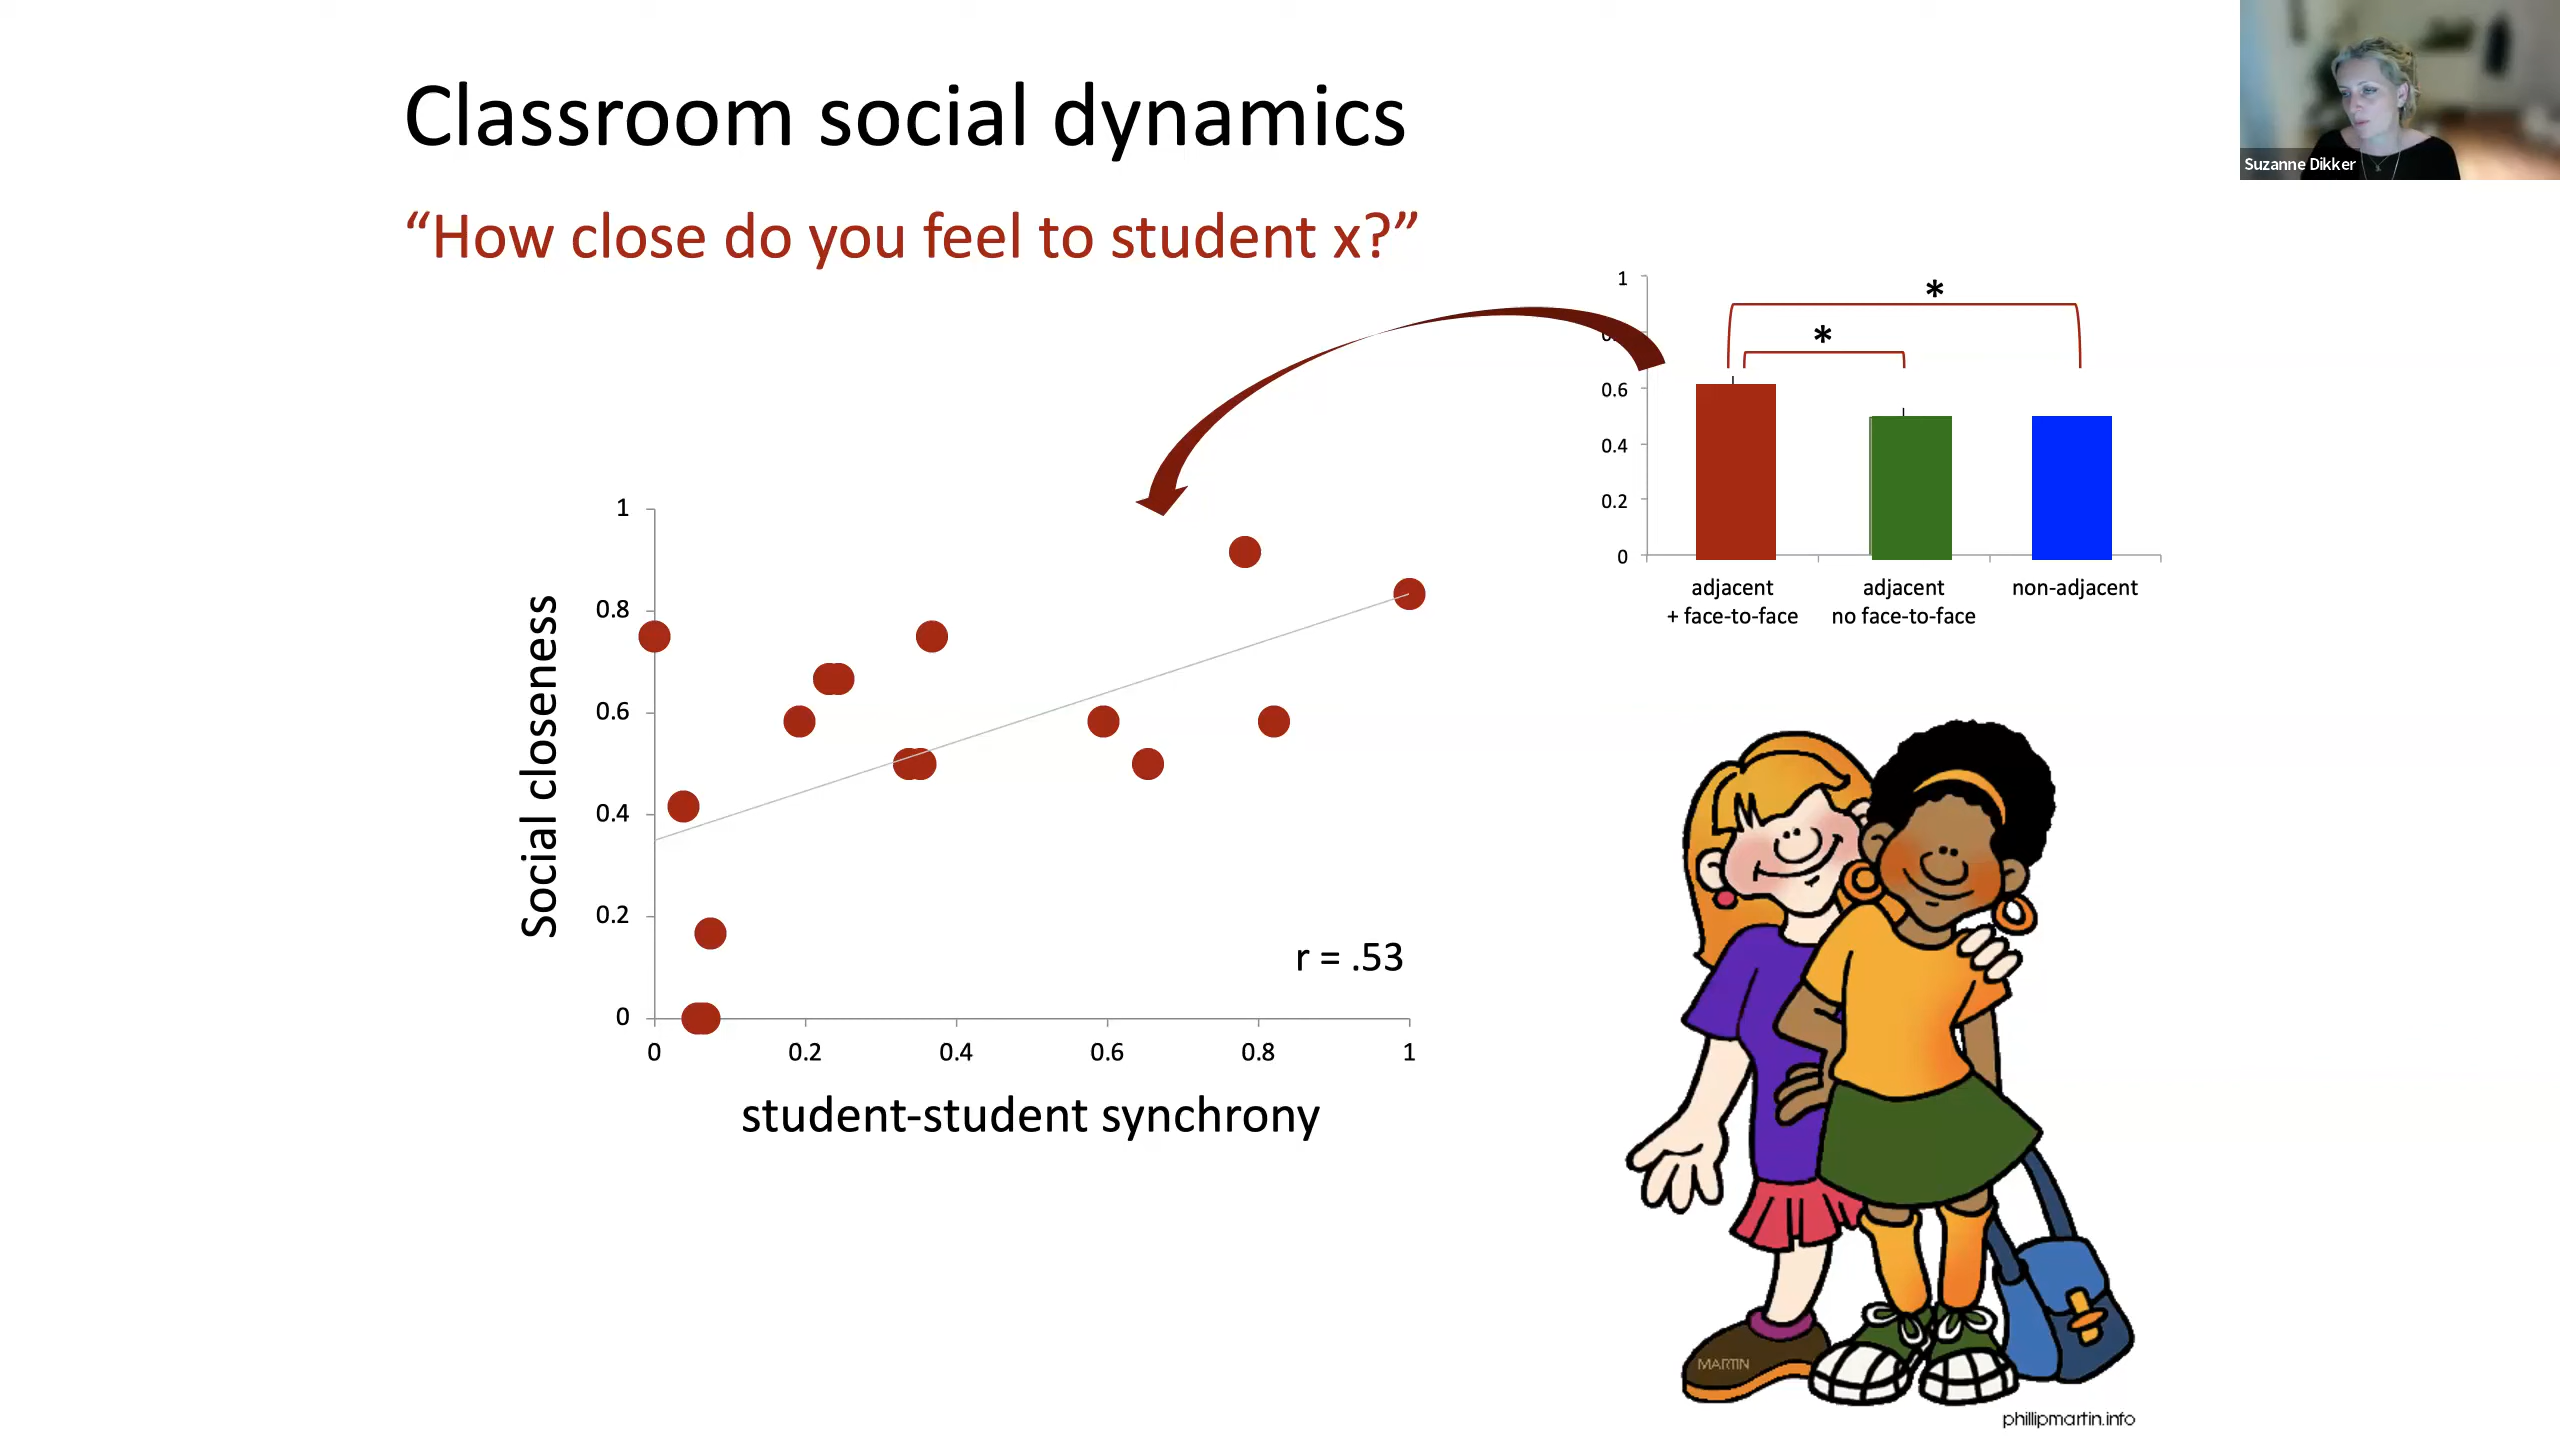 Classroom social dynamics
Suzanne Dikker
“How close do you feel to student x?”
1
*
*
0.6
0.4
0.2
0
adjacent
+ face-to-face
adjacent
no face-to-face
non-adjacent
1
0.8
0.6
0.4
0.2
0
Social closeness
r = .53
0
0.2
0.4
0.6
0.8
1
student-student synchrony
MARTIN
phillipmartin.info